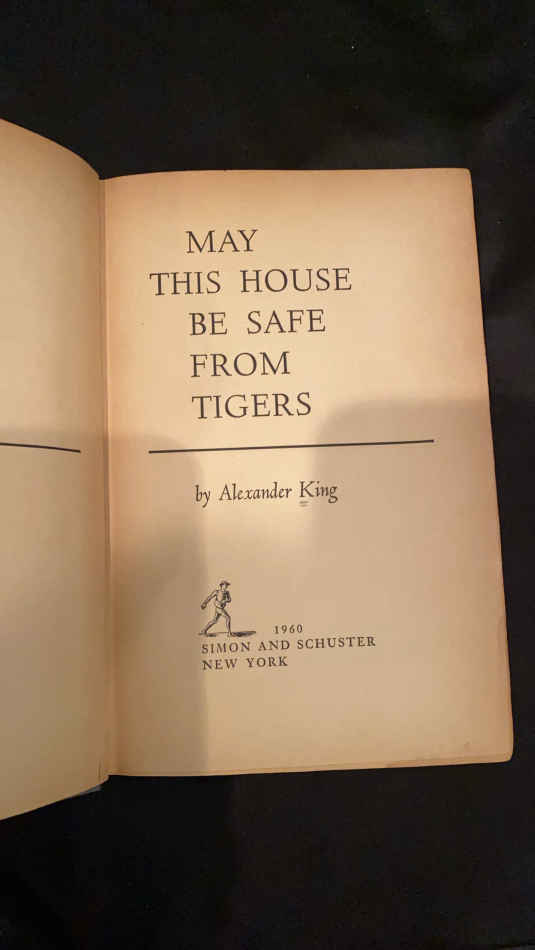 MAY
THIS HOUSE
BE SAFE
FROM
TIGERS
by Alexander King
1960
SIMON AND SCHUSTER
NEW YORK